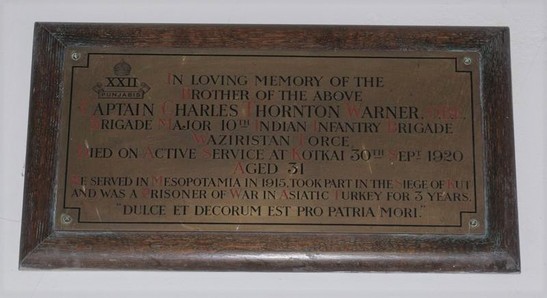 XXII
PUNJABIS
IN LOVING MEMORY OF THE
BROTHER OF THE ABOVE
CAPTAIN CHARLES THORNTON WARNER,
BRIGADE MAJOR 10TH INDIAN INFANTRY BRIGADE
WAZIRISTAN FORCE
DIED ON ACTIVE SERVICE AT KOTKAI 30TH SEPT 1920
AGED 31
HE SERVED IN MESOPOTAMIA IN 1915, TOOK PART IN THE SIEGE OF KUT
AND WAS A PRISONER OF WAR IN ASIATIC TURKEY FOR 3 YEARS.
"DULCE ET DECORUM EST PRO PATRIA MORI."